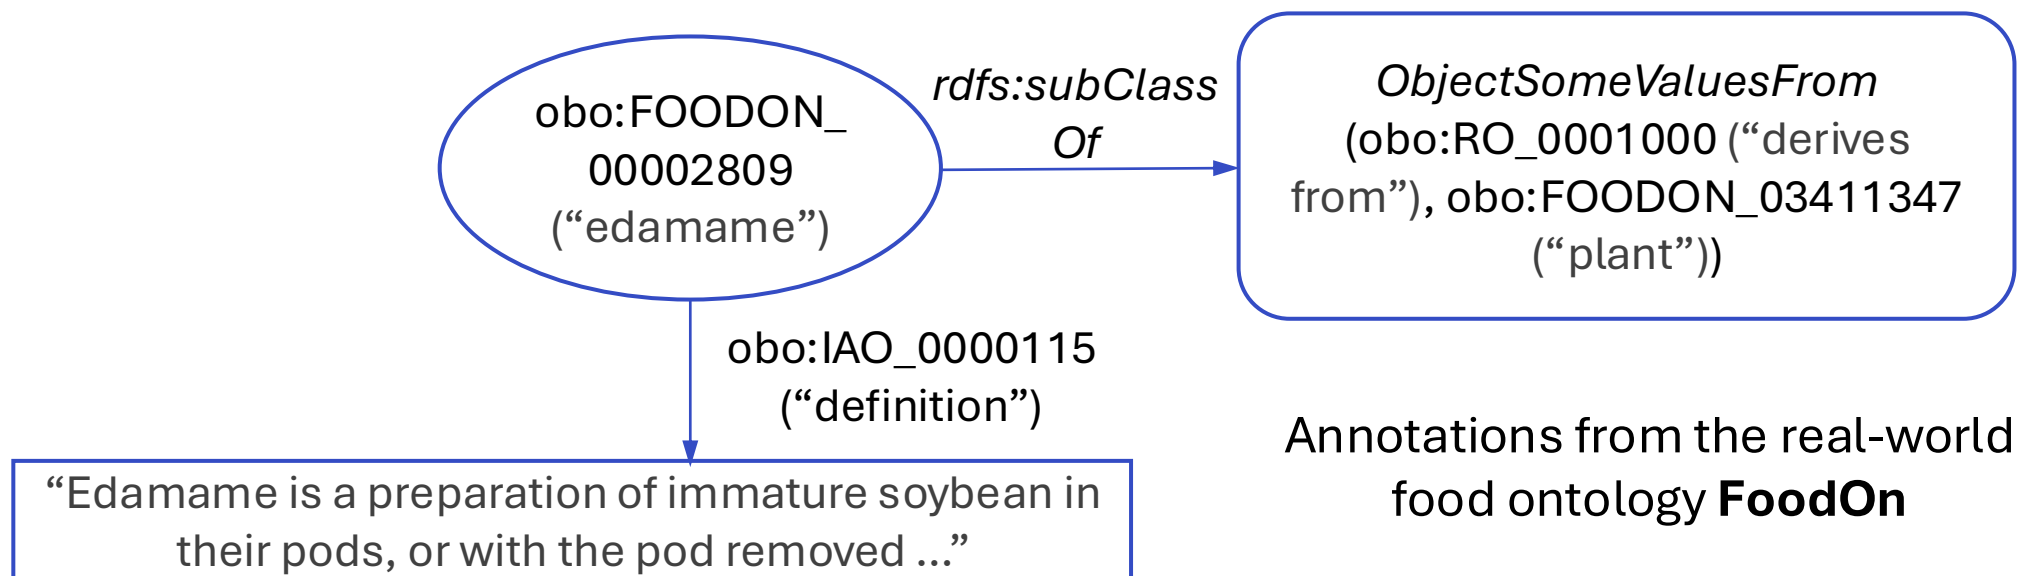 obo:FOODON_
00002809
(“edamame”)
rdfs:subClass
Of
ObjectSomeValuesFrom
(obo:RO_0001000 (“derives
from”), obo:FOODON_03411347
(“plant”))
obo:IAO_0000115
(“definition”)
“Edamame is a preparation of immature soybean in
their pods, or with the pod removed ...”
Annotations from the real-world
food ontology FoodOn